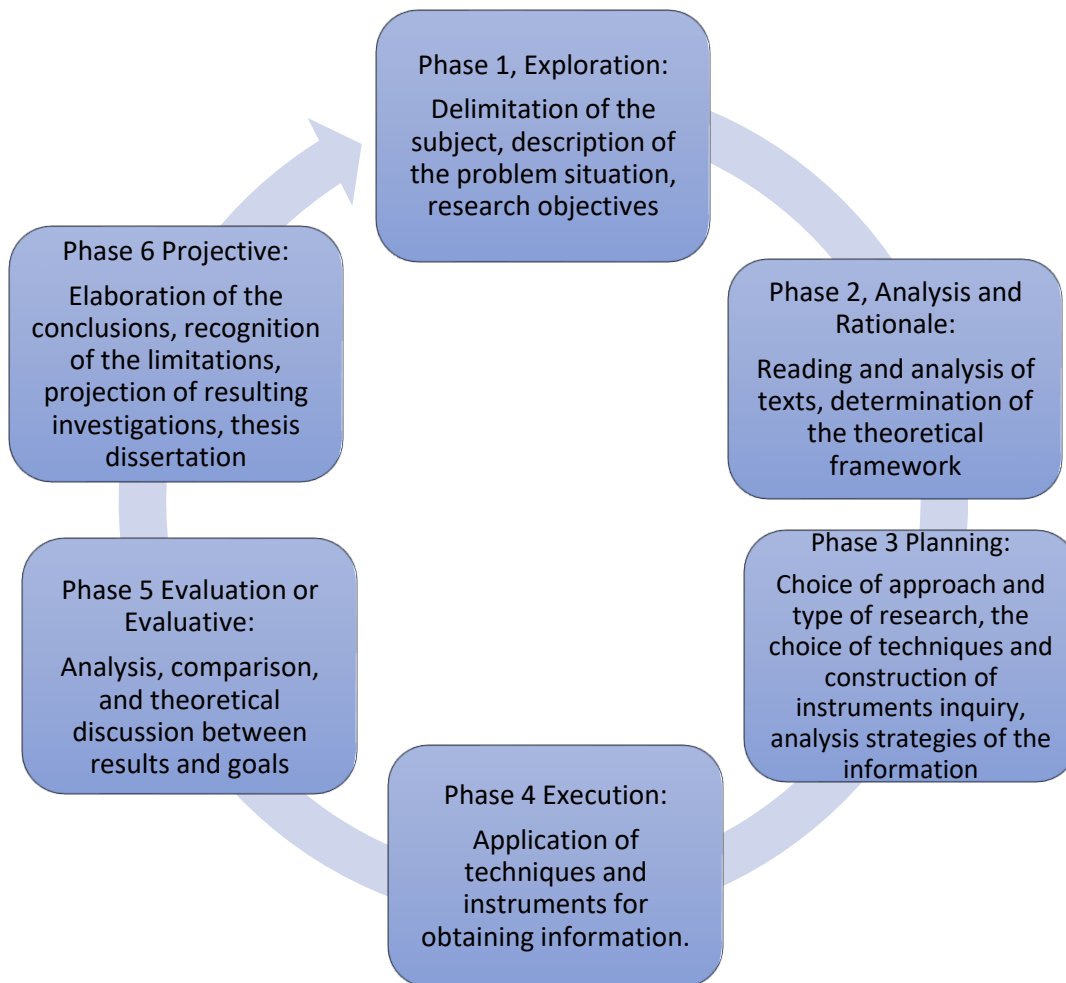 Phase 1, Exploration:
Delimitation of the
subject, description of
the problem situation,
research objectives
Phase 2, Analysis and
Rationale:
Reading and analysis of
texts, determination of
the theoretical
framework
Phase 3 Planning:
Choice of approach and
type of research, the
choice of techniques and
construction of
instruments inquiry,
analysis strategies of the
information
Phase 4 Execution:
Application of
techniques and
instruments for
obtaining information.
Phase 5 Evaluation or
Evaluative:
Analysis, comparison,
and theoretical
discussion between
results and goals
Phase 6 Projective:
Elaboration of the
conclusions, recognition
of the limitations,
projection of resulting
investigations, thesis
dissertation